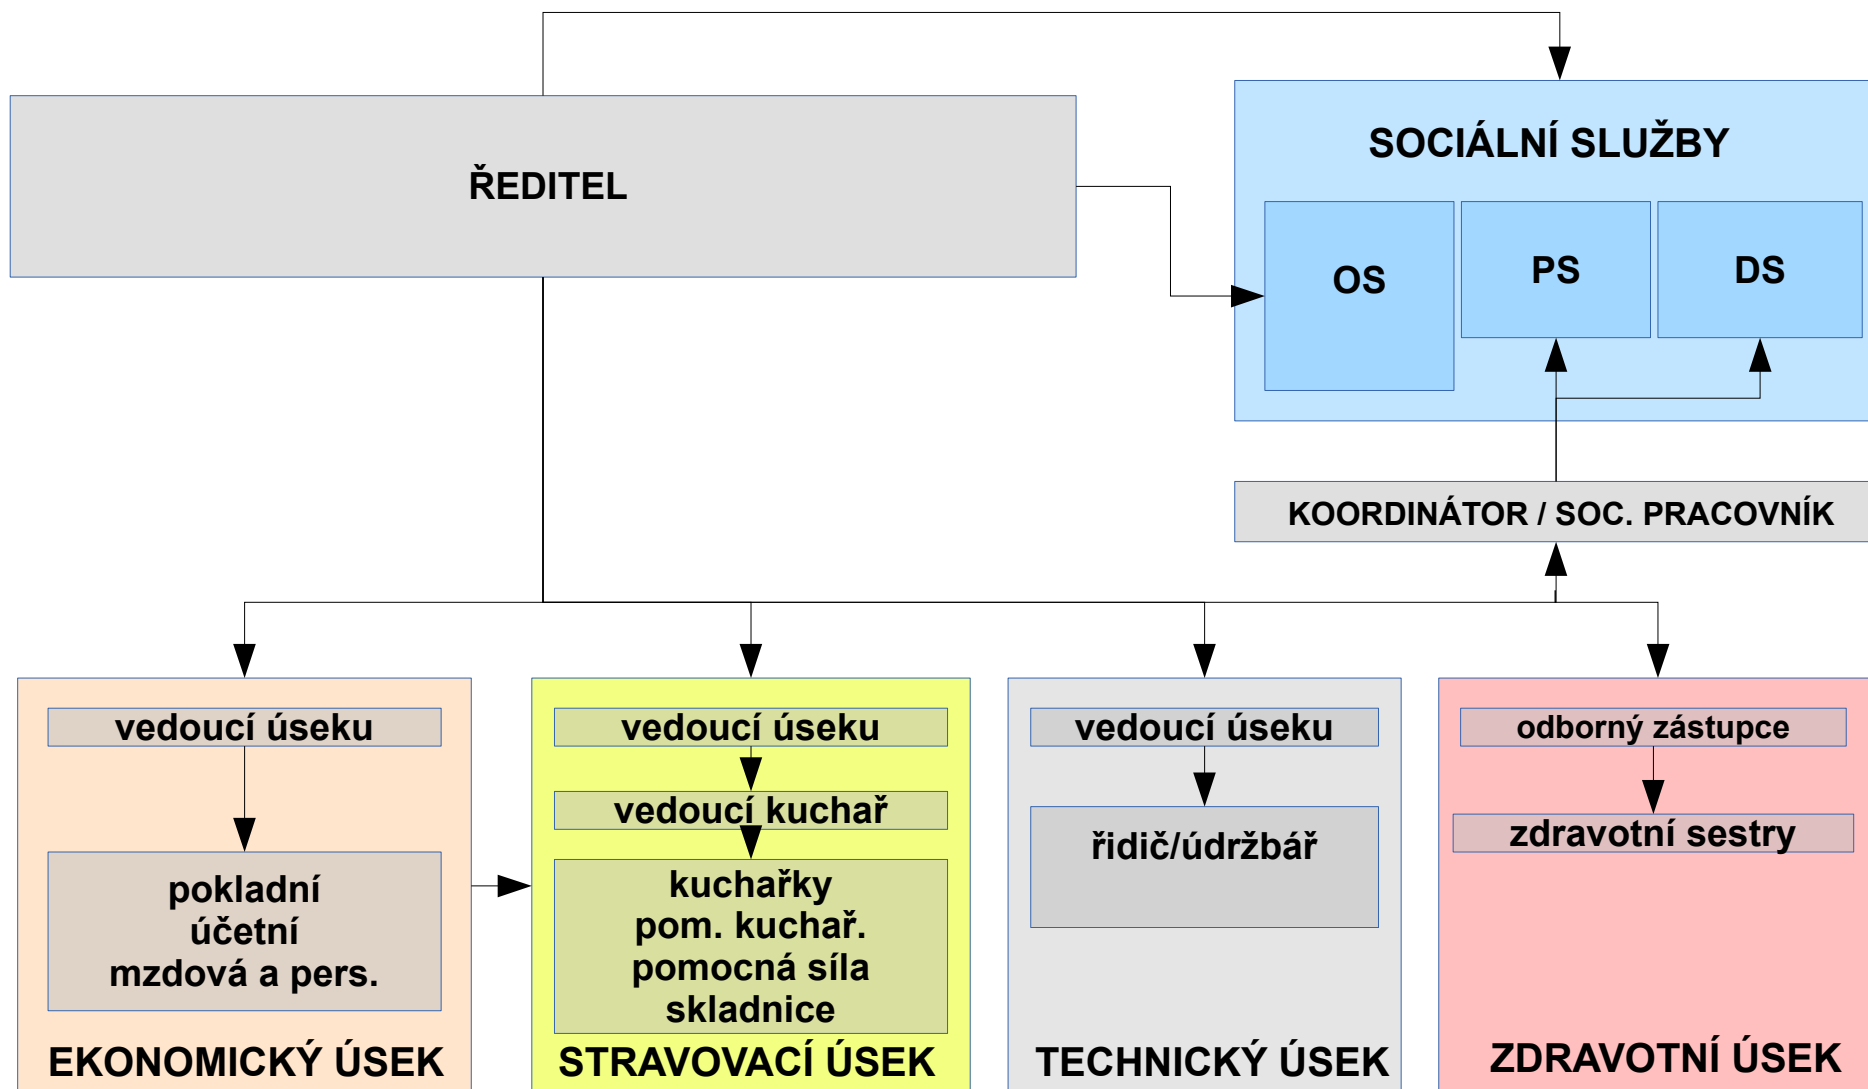 ŘEDITEL
SOCIÁLNÍ SLUŽBY
OS
PS
DS
KOORDINÁTOR / SOC. PRACOVNÍK
vedoucí úseku
pokladní
účetní
mzdová a pers.
EKONOMICKÝ ÚSEK
vedoucí úseku
vedoucí kuchař
kuchařky
pom. kuchař.
pomocná síla
skladnice
STRAVOVACÍ ÚSEK
vedoucí úseku
řidič/údržbář
TECHNICKÝ ÚSEK
odborný zástupce
zdravotní sestry
ZDRAVOTNÍ ÚSEK